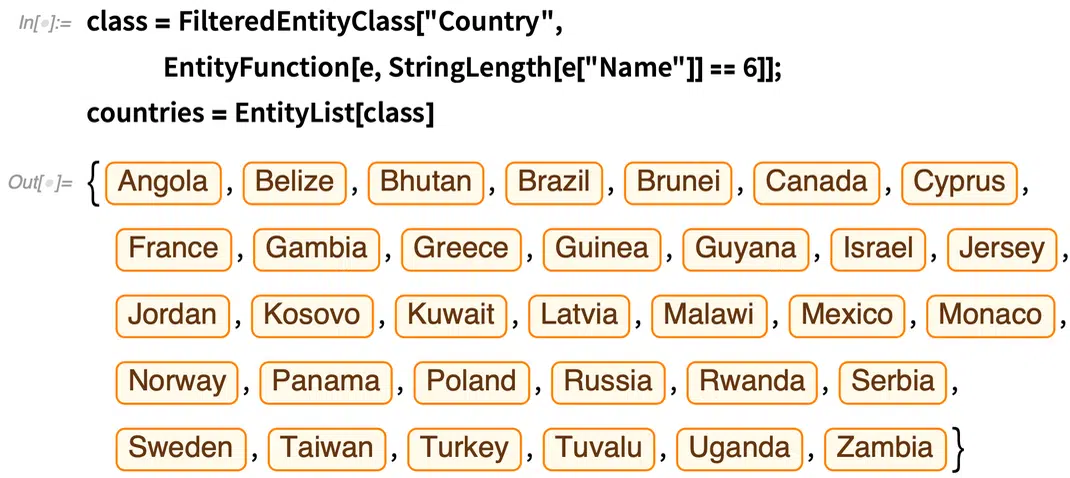 In[•]:= class = FilteredEntityClass["Country",
EntityFunction[e, StringLength[e["Name"]] == 6]];
countries = EntityList[class]
Out[•]= { Angola , Belize , Bhutan , Brazil , Brunei , Canada , Cyprus ,
France , Gambia , Greece , Guinea , Guyana , Israel , Jersey ,
Jordan , Kosovo , Kuwait , Latvia , Malawi , Mexico , Monaco ,
Norway , Panama , Poland , Russia , Rwanda , Serbia ,
Sweden , Taiwan , Turkey , Tuvalu , Uganda , Zambia }